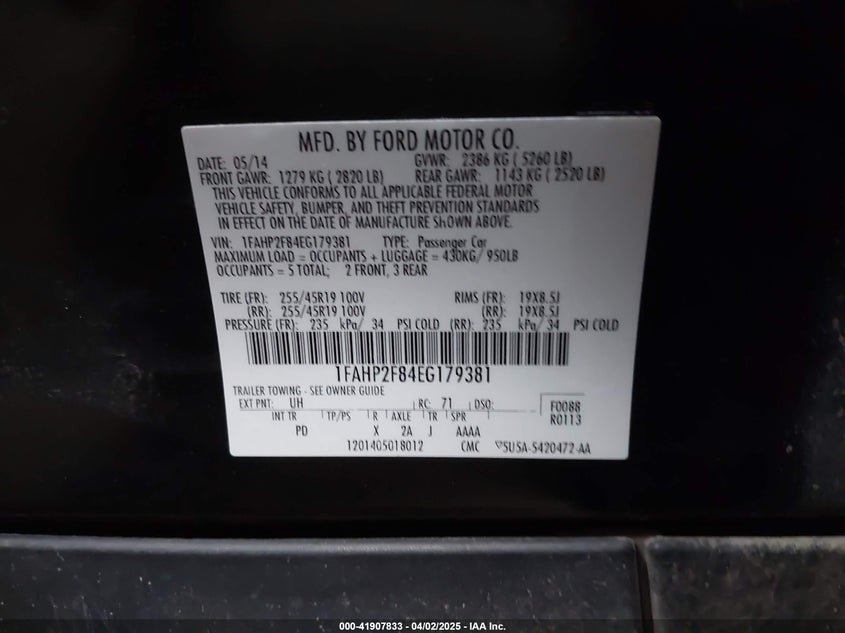 MFD. BY FORD MOTOR CO.
DATE: 05/14 GVWR: 2386 KG ( 5260 LB)
FRONT GAWR: 1279 KG ( 2820 LB) REAR GAWR: 1143 KG ( 2520 LB)
THIS VEHICLE CONFORMS TO ALL APPLICABLE FEDERAL MOTOR
VEHICLE SAFETY, BUMPER, AND THEFT PREVENTION STANDARDS
IN EFFECT ON THE DATE OF MANUFACTURE ShOWN ABOVE.
VIN: 1FAHP2F84EG179381 TYPE: Passenger Car
MAXIMUM LOAD = OCCUPANTS + LUGGAGE = 430KG/ 950LB
OCCUPANTS = 5 TOTAL; 2 FRONT, 3 REAR
TIRE (FR): 255/45R19 100V RIMS (FR): 19X8.5J
(RR): 255/45R19 100V (RR): 19X8.5J
PRESSURE (FR): 235 kPa/ 34 PSI COLD (RR): 235 kPa/ 34 PSI COLD
1FAHP2F84EG179381
TRAILER TOWING - SEE OWNER GUIDE
EXT PNT: UH RC: 71 DSO: F0088
INT TR TP/PS R AXLE TR SPR R0113
PD X 2A J AAAA
1201405018012 CMC 5U5A-5420472-AA
000-41907833 - 04/02/2025 - IAA Inc.